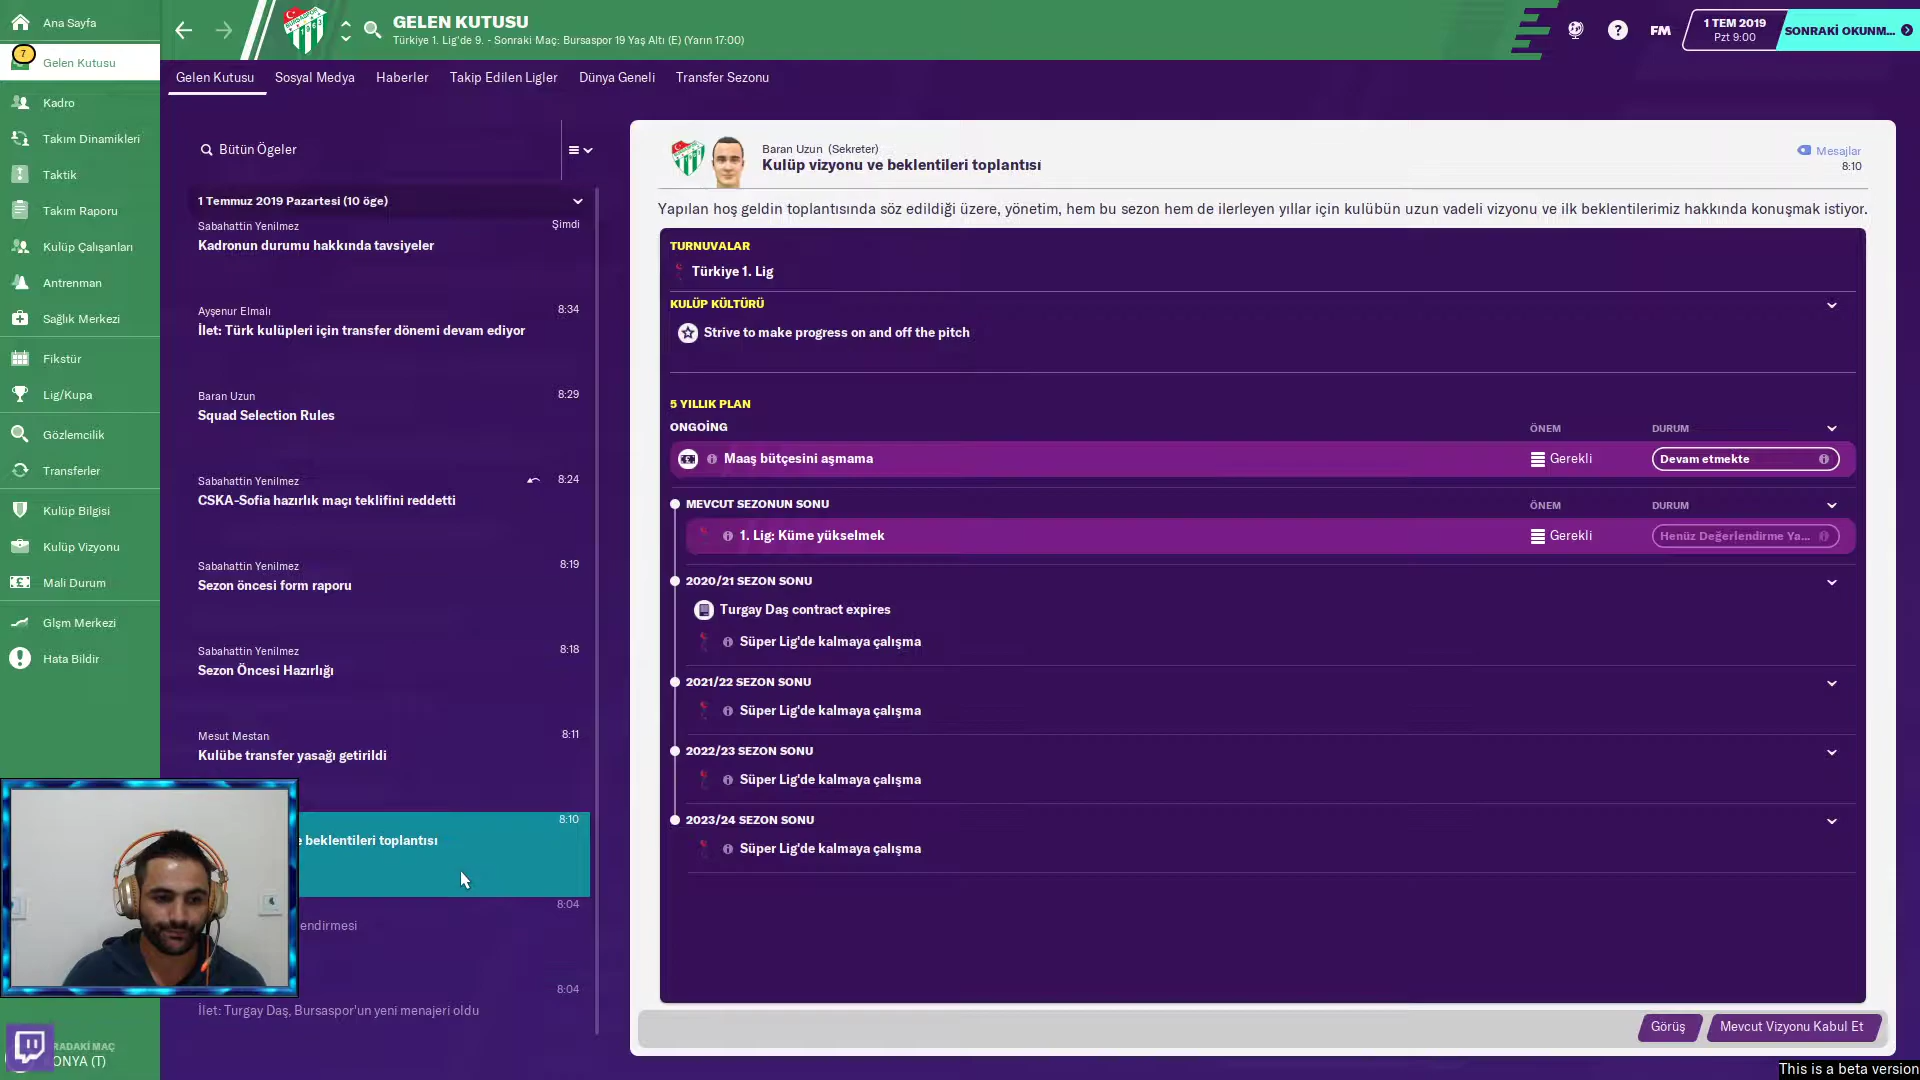 Ana Sayfa
7
Gelen Kutusu
Kadro
Takım Dinamikleri
Taktik
Takım Raporu
Kulüp Çalışanları
Antrenman
Sağlık Merkezi
Fikstür
Lig/Kupa
Gözlemcilik
Transferler
Kulüp Bilgisi
Kulüp Vizyonu
Mali Durum
Glşm Merkezi
Hata Bildir
RADAKİ MAÇ
ONYA (T)
GELEN KUTUSU
Türkiye 1. Lig'de 9. - Sonraki Maç: Bursaspor 19 Yaş Altı (E) (Yarın 17:00)
FM
1 TEM 2019
Pzt 9:00
SONRAKİ OKUNM...
Gelen Kutusu
Sosyal Medya
Haberler
Takip Edilen Ligler
Dünya Geneli
Transfer Sezonu
Bütün Ögeler
1 Temmuz 2019 Pazartesi (10 öge)
Sabahattin Yenilmez
Şimdi
Kadronun durumu hakkında tavsiyeler
Ayşenur Elmalı
8:34
İlet: Türk kulüpleri için transfer dönemi devam ediyor
Baran Uzun
8:29
Squad Selection Rules
Sabahattin Yenilmez
8:24
CSKA-Sofia hazırlık maçı teklifini reddetti
Sabahattin Yenilmez
8:19
Sezon öncesi form raporu
Sabahattin Yenilmez
8:18
Sezon Öncesi Hazırlığı
Mesut Mestan
8:11
Kulübe transfer yasağı getirildi
8:10
e beklentileri toplantısı
8:04
endirmesi
8:04
İlet: Turgay Daş, Bursaspor'un yeni menajeri oldu
Baran Uzun (Sekreter)
Kulüp vizyonu ve beklentileri toplantısı
Mesajlar
8:10
Yapılan hoş geldin toplantısında söz edildiği üzere, yönetim, hem bu sezon hem de ilerleyen yıllar için kulübün uzun vadeli vizyonu ve ilk beklentilerimiz hakkında konuşmak istiyor.
TURNUVALAR
Türkiye 1. Lig
KULÜP KÜLTÜRÜ
Strive to make progress on and off the pitch
5 YILLIK PLAN
ONGOİNG
ÖNEM
DURUM
Maaş bütçesini aşmama
Gerekli
Devam etmekte
MEVCUT SEZONUN SONU
ÖNEM
DURUM
1. Lig: Küme yükselmek
Gerekli
Henüz Değerlendirme Ya...
2020/21 SEZON SONU
Turgay Daş contract expires
Süper Lig'de kalmaya çalışma
2021/22 SEZON SONU
Süper Lig'de kalmaya çalışma
2022/23 SEZON SONU
Süper Lig'de kalmaya çalışma
2023/24 SEZON SONU
Süper Lig'de kalmaya çalışma
Görüş
Mevcut Vizyonu Kabul Et
This is a beta version